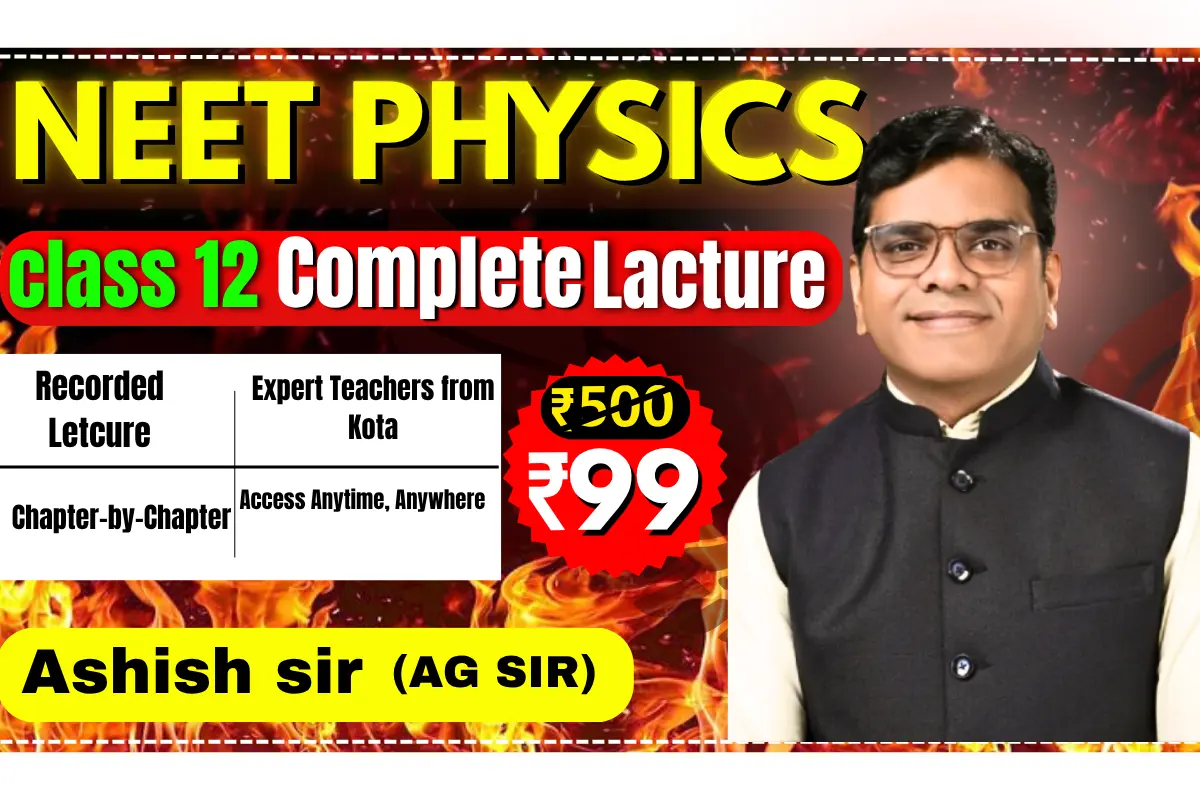 NEET PHYSICS
class 12 Complete Lacture
Recorded
Letcure
Expert Teachers from
Kota
Chapter-by-Chapter
Access Anytime, Anywhere
₹500
₹99
Ashish sir (AG SIR)